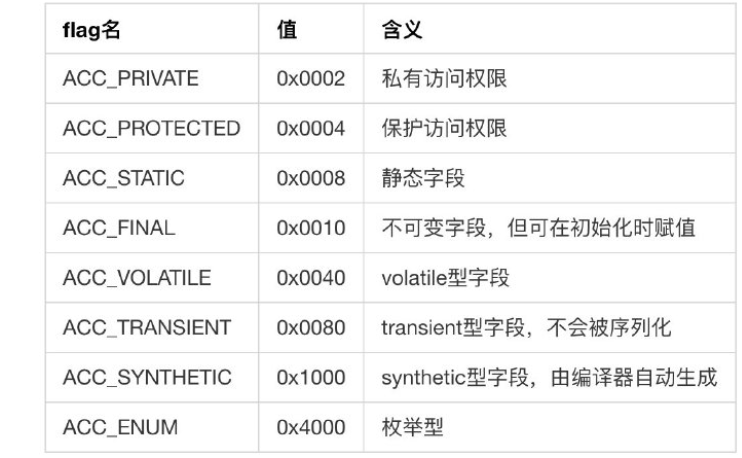 flag名 值 含义
ACC_PRIVATE 0x0002 私有访问权限
ACC_PROTECTED 0x0004 保护访问权限
ACC_STATIC 0x0008 静态字段
ACC_FINAL 0x0010 不可变字段，但可在初始化时赋值
ACC_VOLATILE 0x0040 volatile型字段
ACC_TRANSIENT 0x0080 transient型字段，不会被序列化
ACC_SYNTHETIC 0x1000 synthetic型字段，由编译器自动生成
ACC_ENUM 0x4000 枚举型